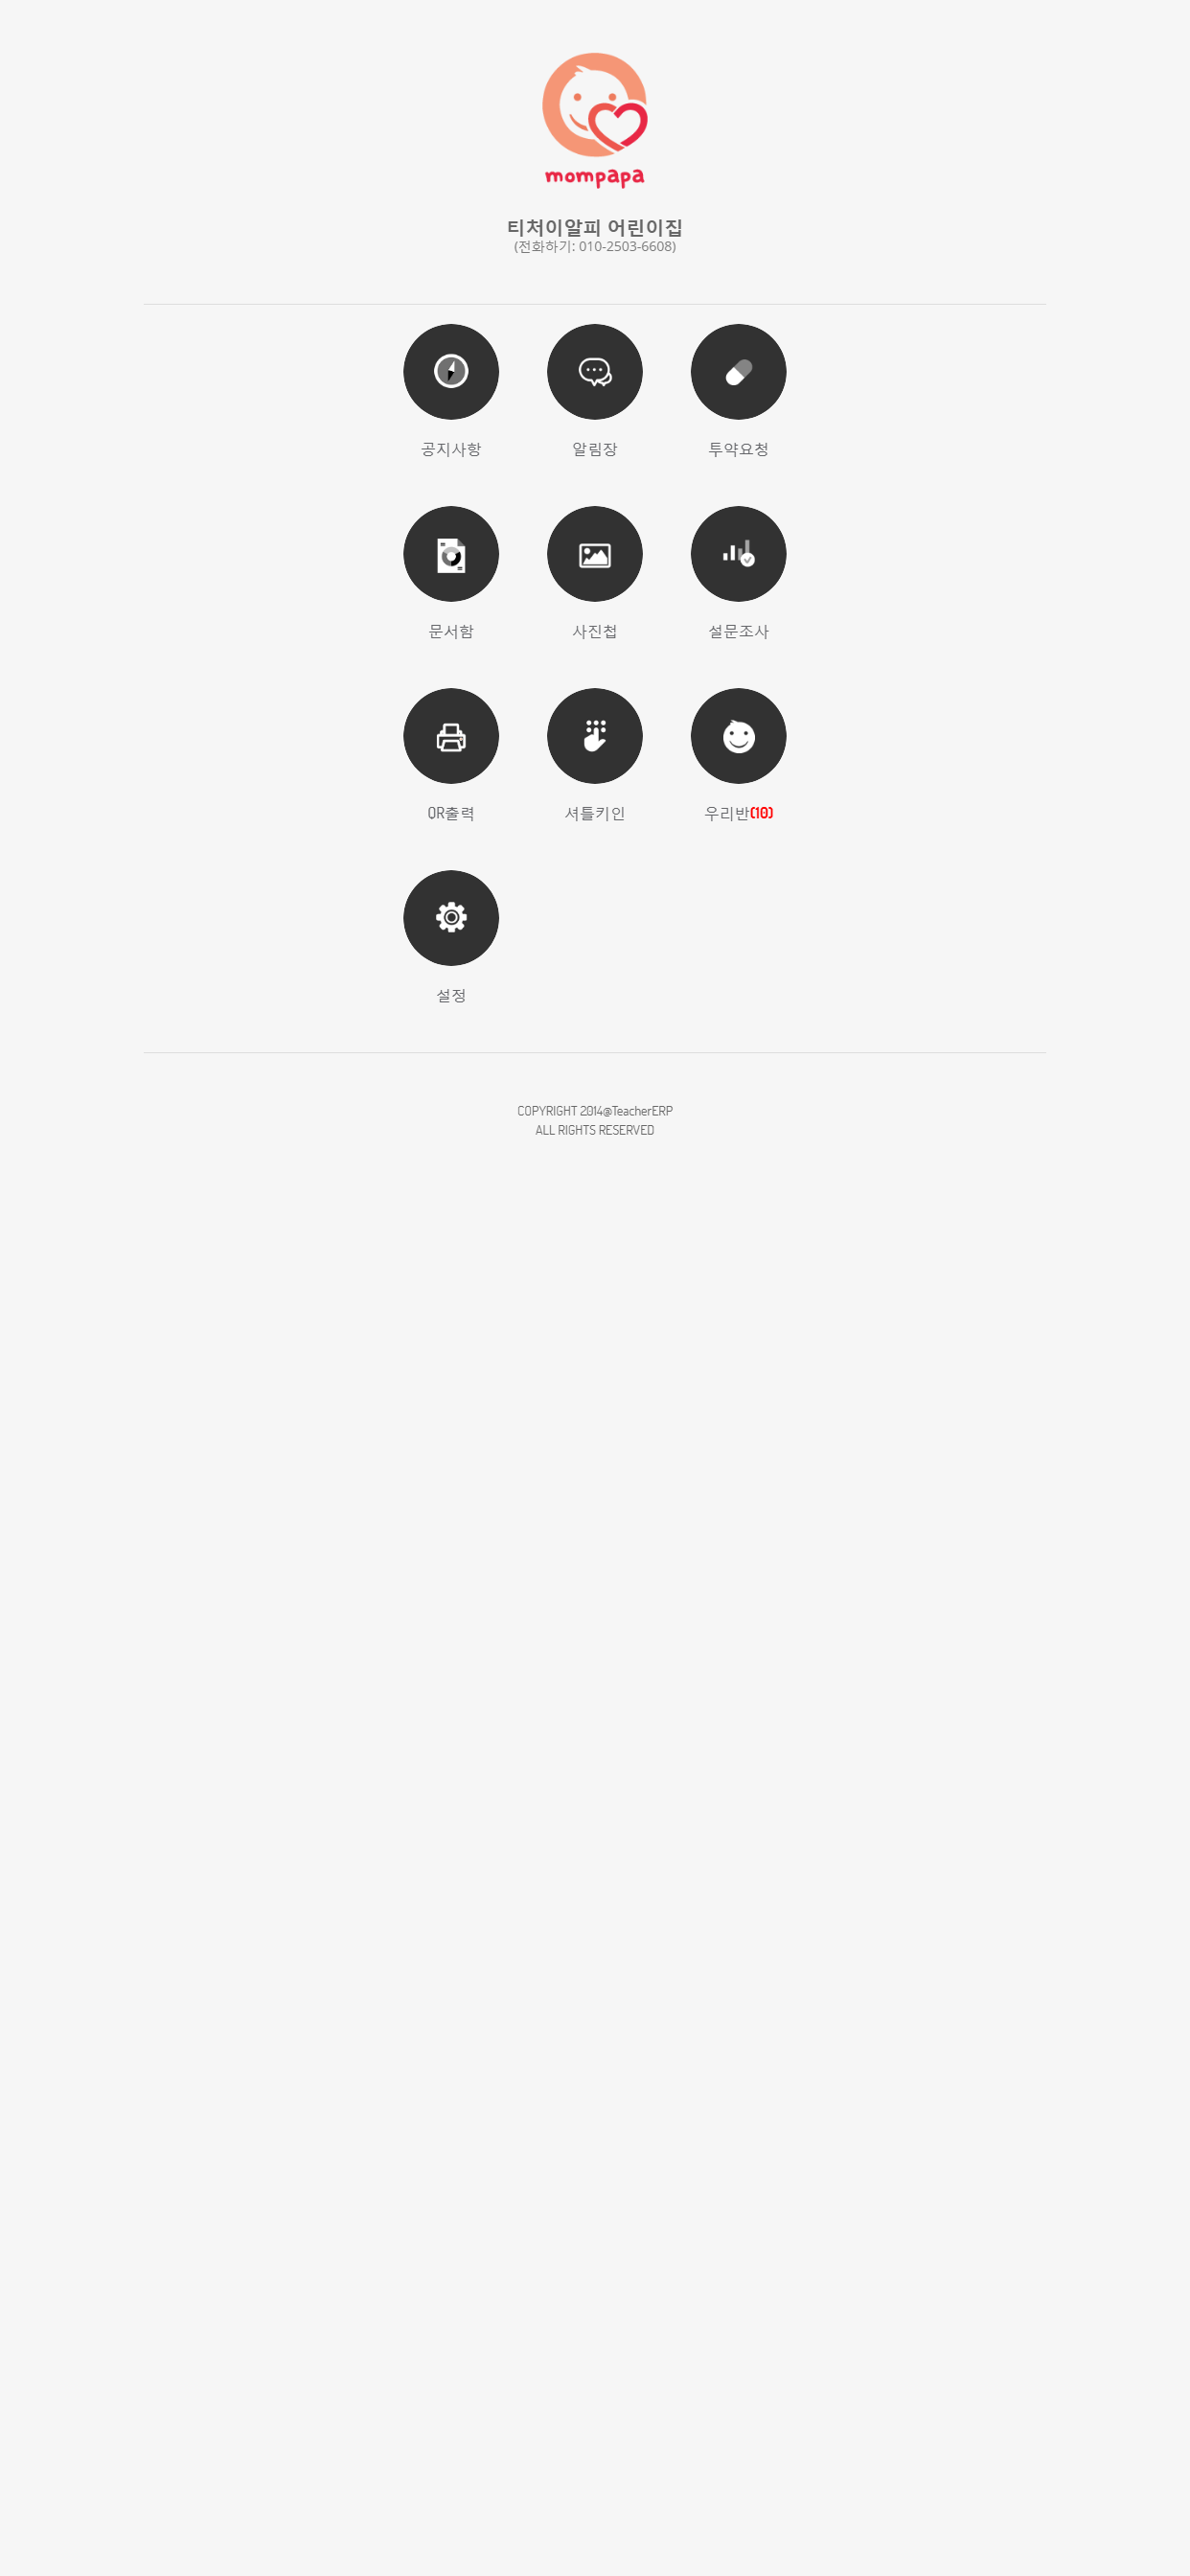 mompapa
티처이알피 어린이집
(전화하기: 010-2503-6608)
공지사항
알림장
투약요청
문서함
사진첩
설문조사
QR출력
셔틀키인
우리반(10)
설정
COPYRIGHT 2014@TeacherERP
ALL RIGHTS RESERVED